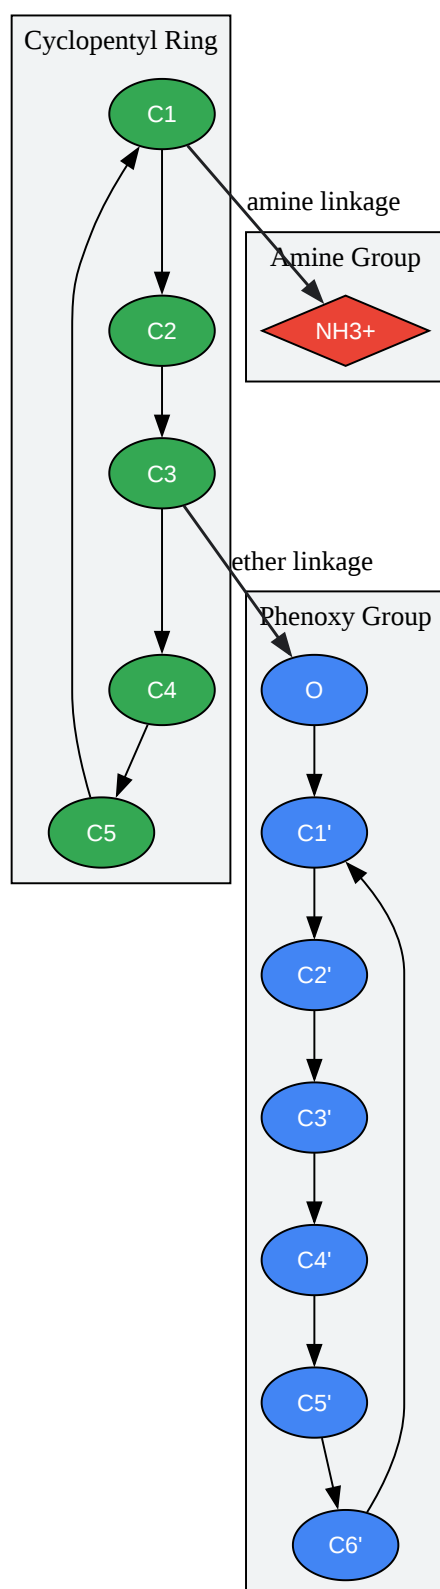 Cyclopentyl Ring
C1
amine linkage
Amine Group
NH3+
C2
C3
ether linkage
Phenoxy Group
C4
O
C5
C1'
C2'
C3'
C4'
C5'
C6'